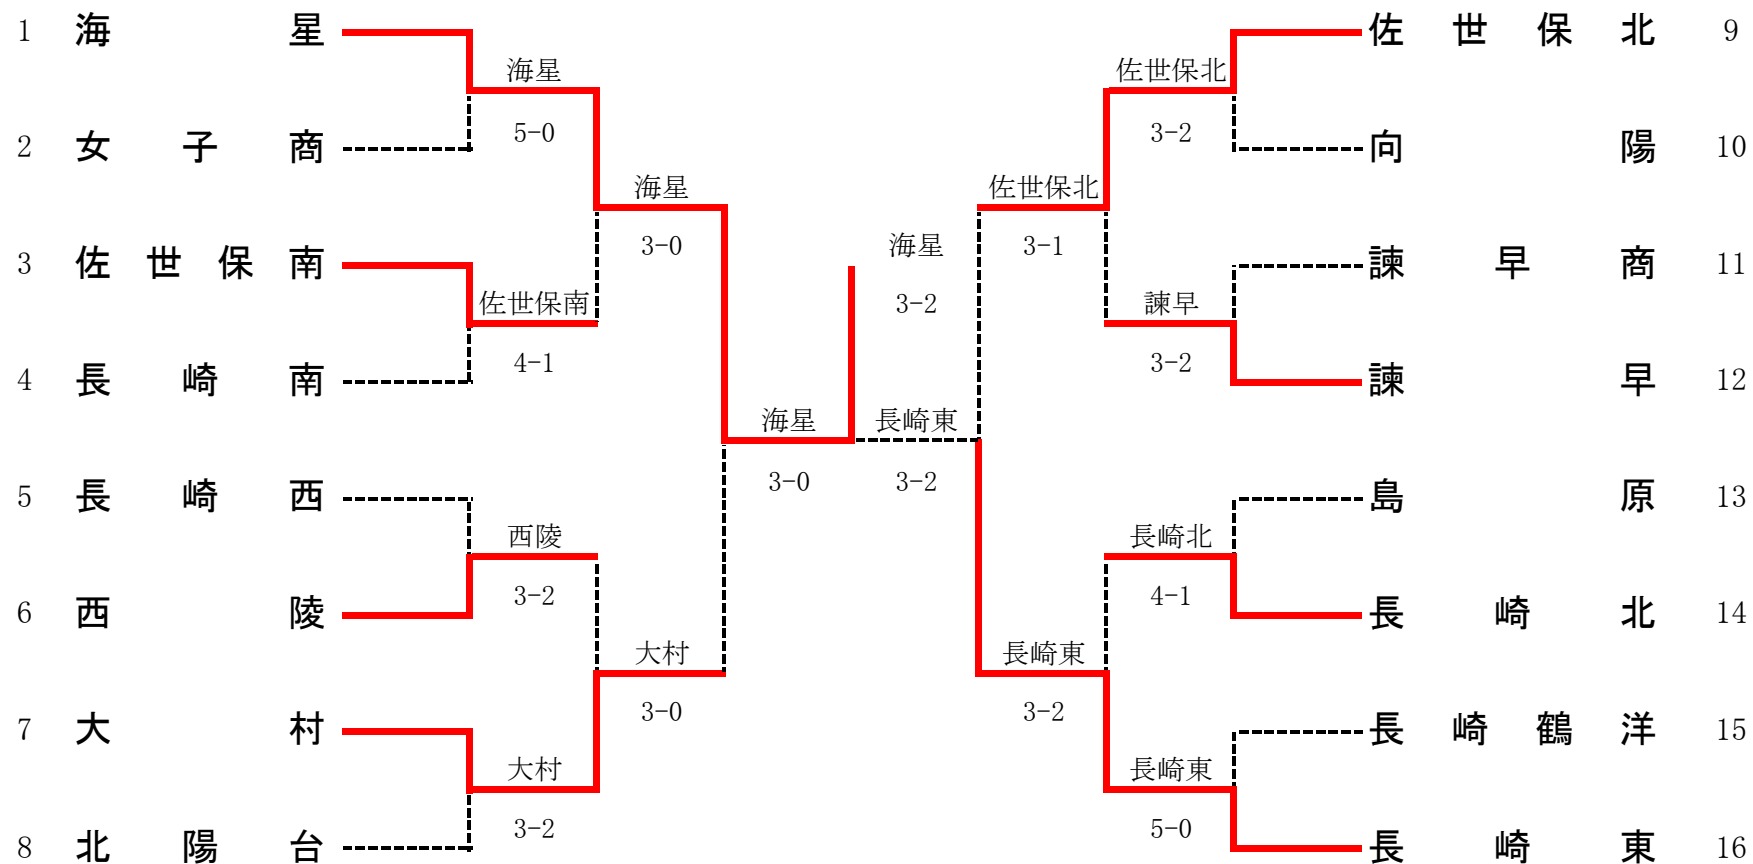 1 海星 佐世保北 9
海星 佐世保北
5-0 3-2
2 女子商 向陽 10
海星 佐世保北
3-0 海星 3-1
3 佐世保南 諫早商 11
佐世保南 3-2 諫早
4-1 3-2
4 長崎南 諫早 12
海星 長崎東
3-0 3-2
5 長崎西 島原 13
西陵 長崎北
3-2 4-1
6 西陵 長崎北 14
大村 長崎東
3-0 3-2
7 大村 長崎鶴洋 15
大村 長崎東
3-2 5-0
8 北陽台 長崎東 16